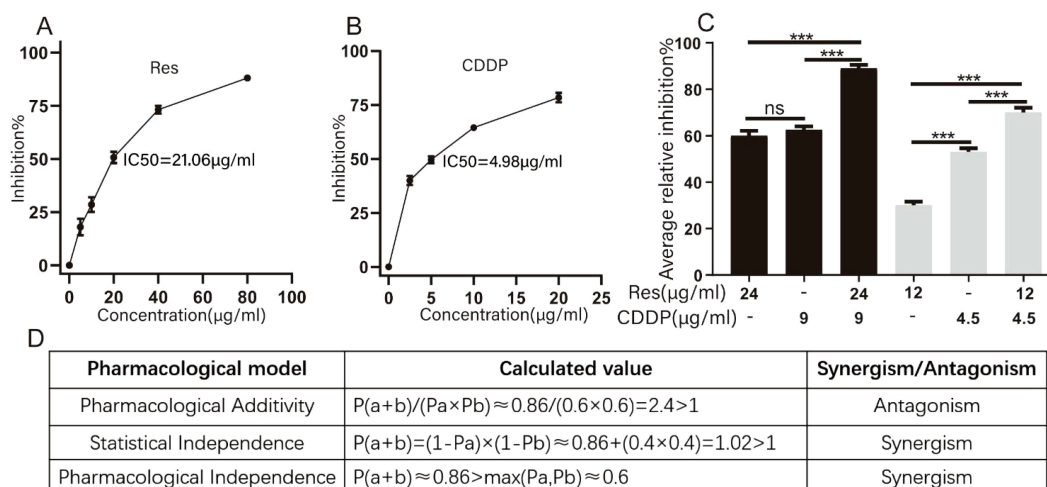 A
Inhibition%
100
75
50
25
0
Res
IC50=21.06μg/ml
0 20 40 60 80 100
Concentration(μg/ml)
B
Inhibition%
100
75
50
25
0
CDDP
IC50=4.98μg/ml
0 5 10 15 20 25
Concentration(μg/ml)
C
Average relative inhibition%
100
80
60
40
20
0
***
***
ns
***
***
***
Res(μg/ml) 24 - 24 12 - 12
CDDP(μg/ml) - 9 9 - 4.5 4.5
D
Pharmacological model Calculated value Synergism/Antagonism
Pharmacological Additivity P(a+b)/(Pa×Pb)≈0.86/(0.6×0.6)=2.4>1 Antagonism
Statistical Independence P(a+b)=(1-Pa)×(1-Pb)≈0.86+(0.4×0.4)=1.02>1 Synergism
Pharmacological Independence P(a+b)≈0.86>max(Pa,Pb)≈0.6 Synergism